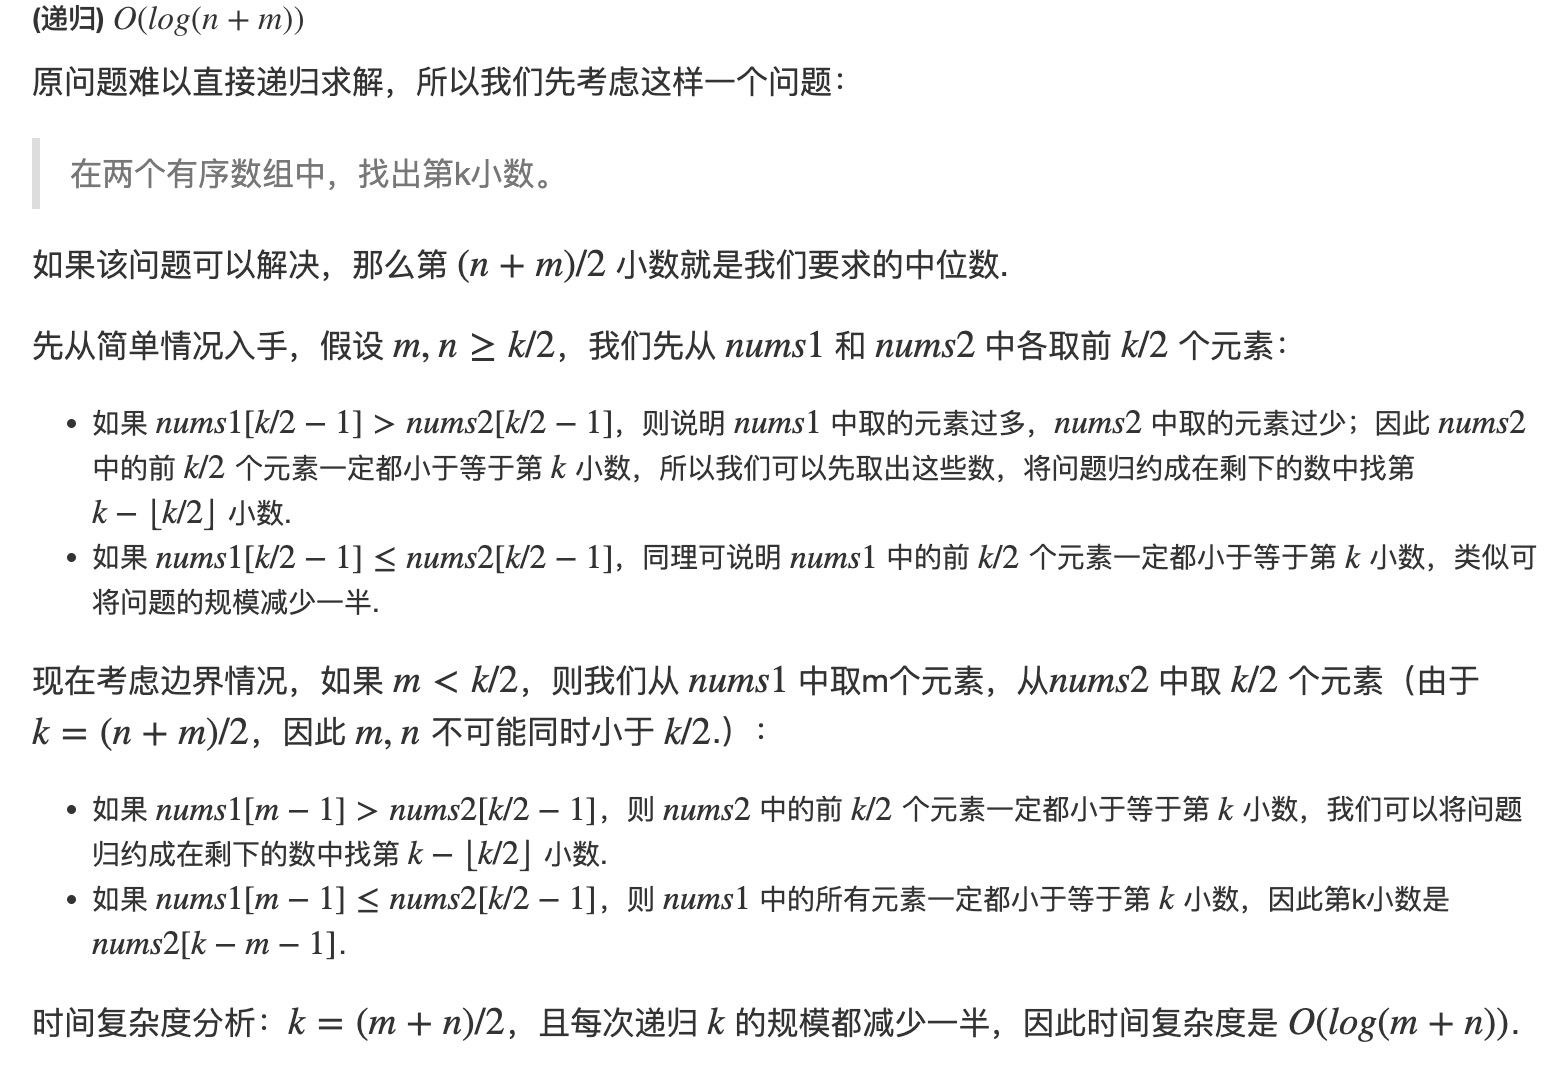 (递归) O(log(n + m))
原问题难以直接递归求解，所以我们先考虑这样一个问题：
在两个有序数组中，找出第k小数。
如果该问题可以解决，那么第 (n + m)/2 小数就是我们要求的中位数.
先从简单情况入手，假设 m, n ≥ k/2，我们先从 nums1 和 nums2 中各取前 k/2 个元素：
• 如果 nums1[k/2 − 1] > nums2[k/2 − 1]，则说明 nums1 中取的元素过多，nums2 中取的元素过少；因此 nums2
中的前 k/2 个元素一定都小于等于第 k 小数，所以我们可以先取出这些数，将问题归约成在剩下的数中找第
k − ⌊k/2⌋ 小数.
• 如果 nums1[k/2 − 1] ≤ nums2[k/2 − 1]，同理可说明 nums1 中的前 k/2 个元素一定都小于等于第 k 小数，类似可
将问题的规模减少一半.
现在考虑边界情况，如果 m < k/2，则我们从 nums1 中取m个元素，从nums2 中取 k/2 个元素（由于
k = (n + m)/2，因此 m, n 不可能同时小于 k/2.）：
• 如果 nums1[m − 1] > nums2[k/2 − 1]，则 nums2 中的前 k/2 个元素一定都小于等于第 k 小数，我们可以将问题
归约成在剩下的数中找第 k − ⌊k/2⌋ 小数.
• 如果 nums1[m − 1] ≤ nums2[k/2 − 1]，则 nums1 中的所有元素一定都小于等于第 k 小数，因此第k小数是
nums2[k − m − 1].
时间复杂度分析：k = (m + n)/2，且每次递归 k 的规模都减少一半，因此时间复杂度是 O(log(m + n)).